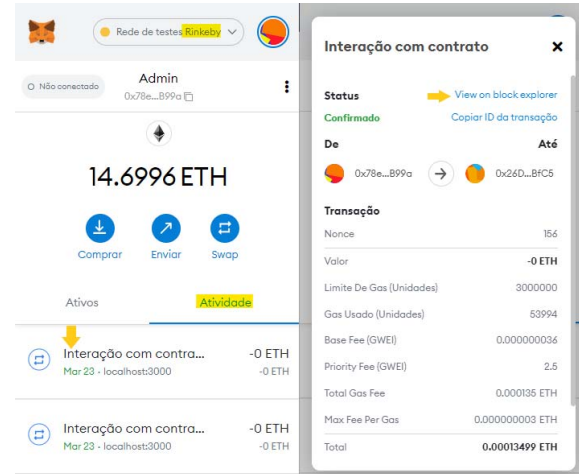 Rede de testes Rinkeby
Não conectado
Admin
0x78e...B99a
14.6996 ETH
Comprar
Enviar
Swap
Ativos
Atividade
Interação com contra...
-0 ETH
Mar 23 - localhost:3000
-0 ETH
Interação com contra...
-0 ETH
Mar 23 - localhost:3000
-0 ETH
Interação com contrato
Status
View on block explorer
Confirmado
Copiar ID da transação
De
Até
0x78e...B99a
0x26D...BfC5
Transação
Nonce
156
Valor
-0 ETH
Limite De Gas (Unidades)
3000000
Gas Usado (Unidades)
53994
Base Fee (GWEI)
0.000000036
Priority Fee (GWEI)
2.5
Total Gas Fee
0.000135 ETH
Max Fee Per Gas
0.000000003 ETH
Total
0.00013499 ETH